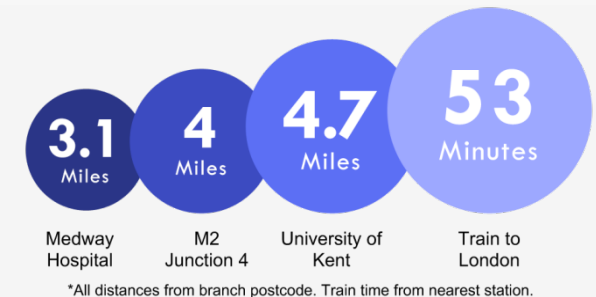 3.1
Miles
4
Miles
4.7
Miles
53
Minutes
Medway
Hospital
M2
Junction 4
University of
Kent
Train to
London
*All distances from branch postcode. Train time from nearest station.